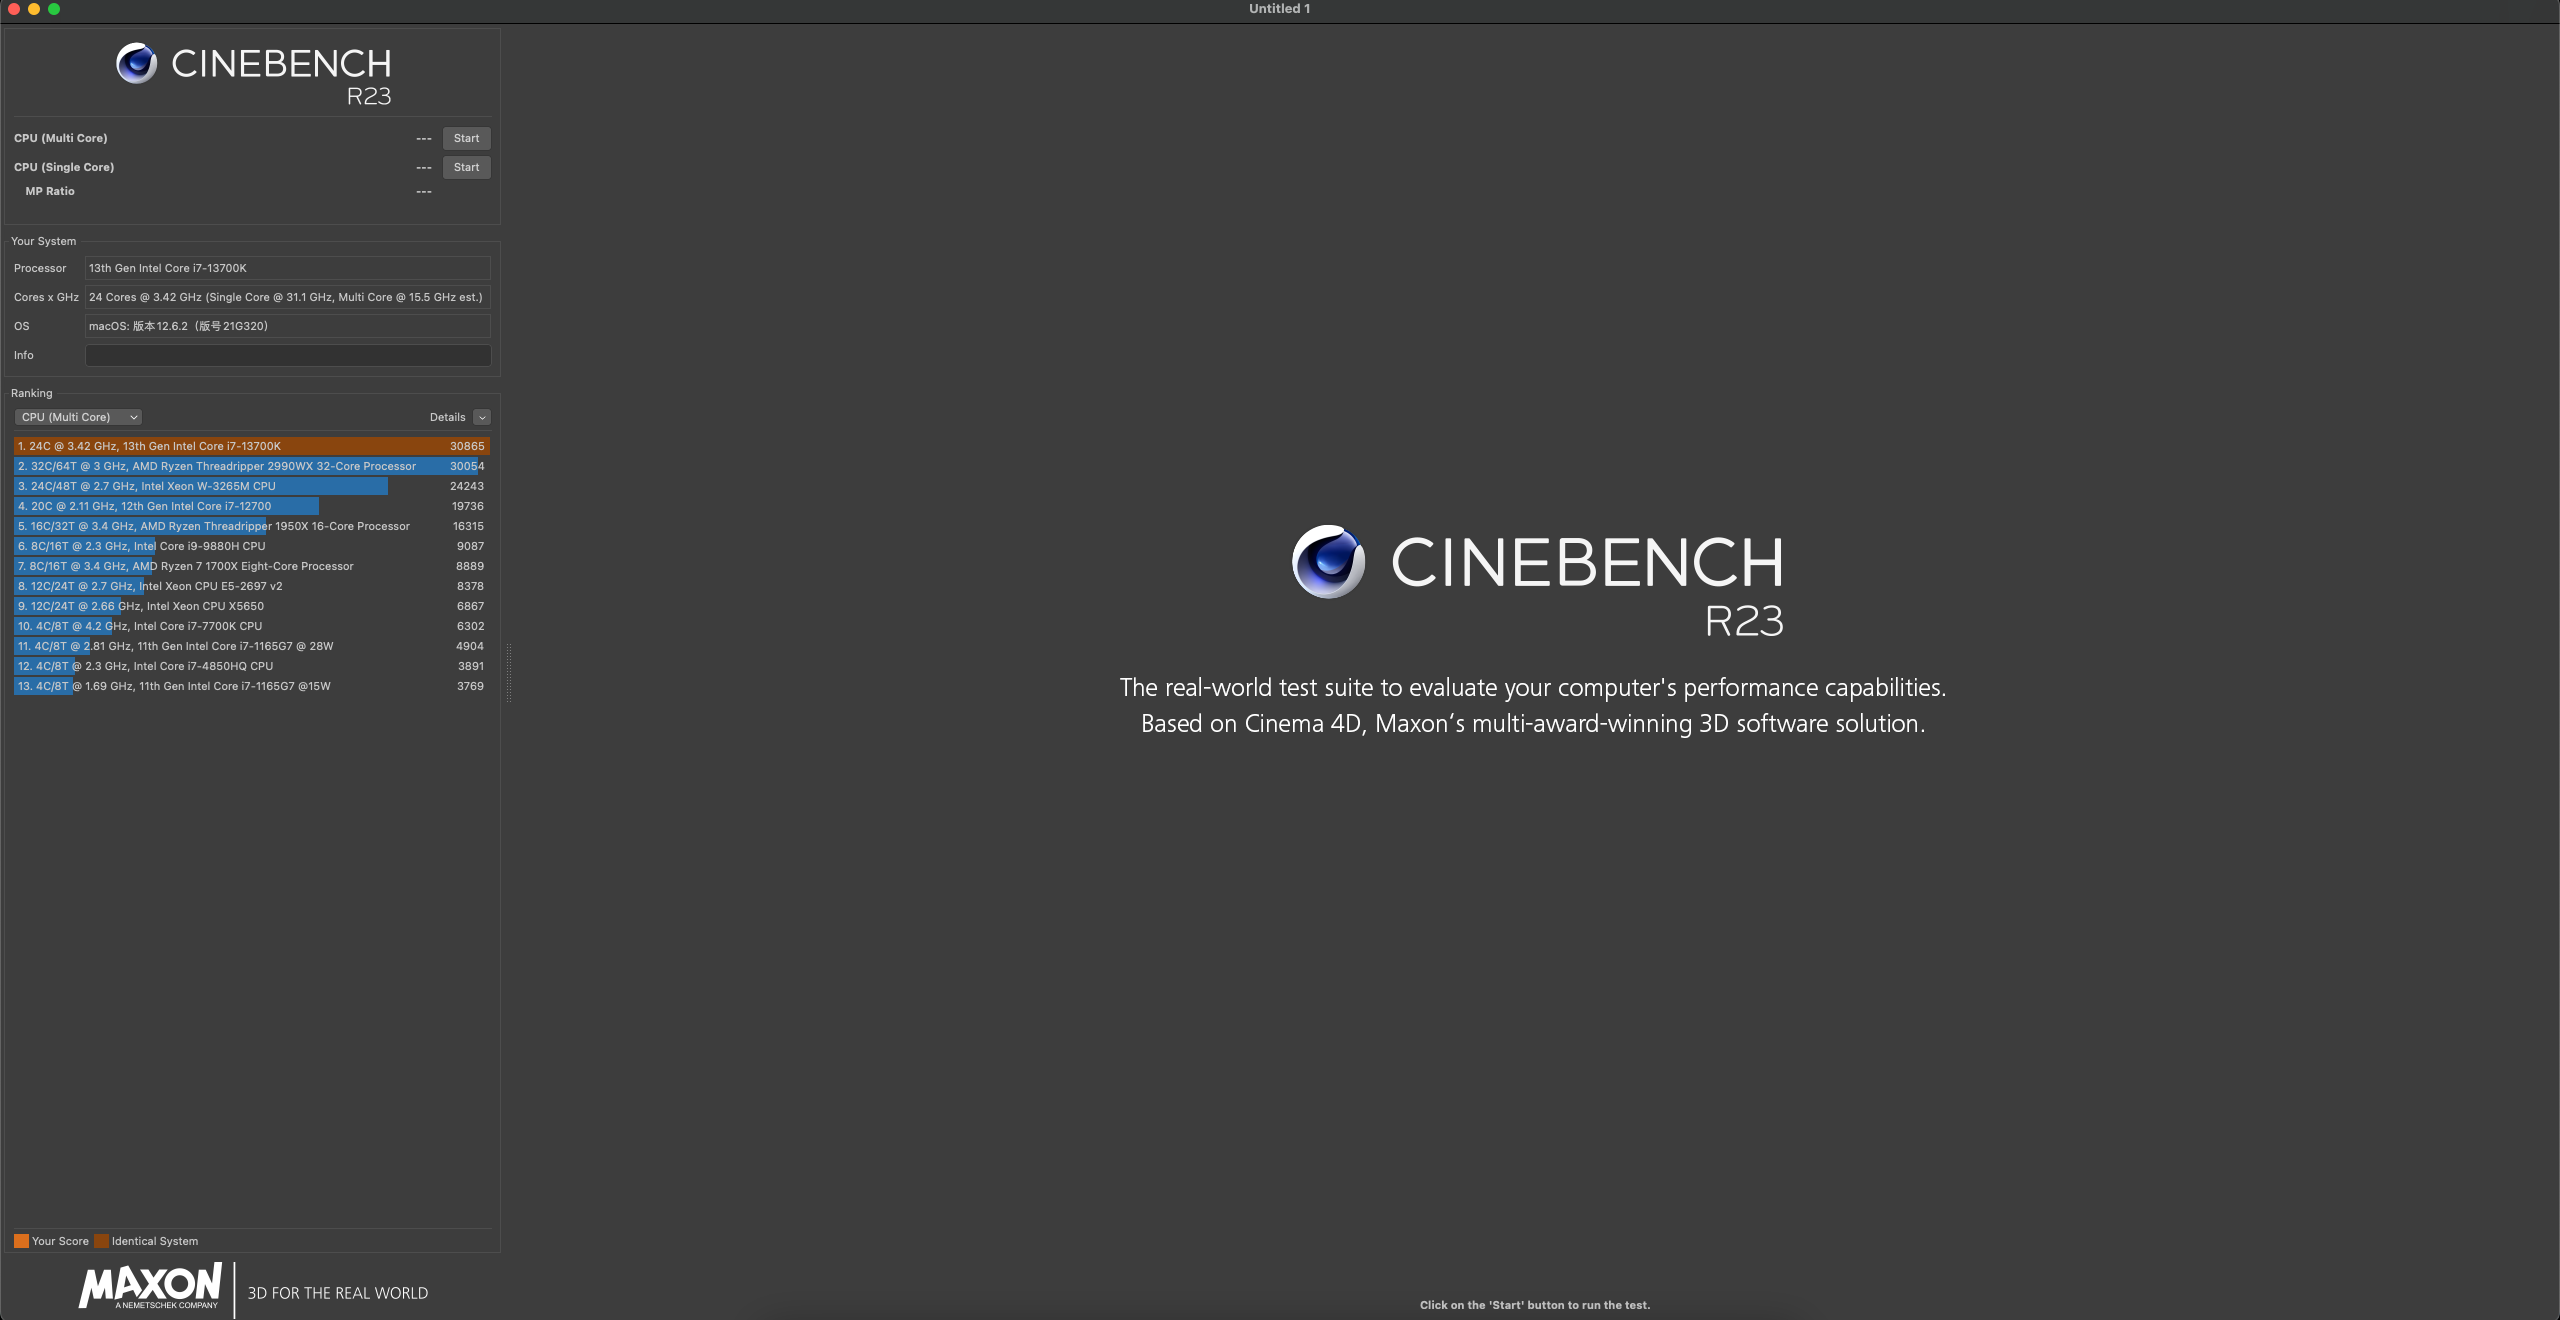 Untitled 1
CINEBENCH
R23
CPU (Multi Core) --- Start
CPU (Single Core) --- Start
MP Ratio ---
Your System
Processor 13th Gen Intel Core i7-13700K
Cores x GHz 24 Cores @ 3.42 GHz (Single Core @ 31.1 GHz, Multi Core @ 15.5 GHz est.)
OS macOS: 版本12.6.2（版号21G320）
Info
Ranking
CPU (Multi Core) Details
1. 24C @ 3.42 GHz, 13th Gen Intel Core i7-13700K 30865
2. 32C/64T @ 3 GHz, AMD Ryzen Threadripper 2990WX 32-Core Processor 30054
3. 24C/48T @ 2.7 GHz, Intel Xeon W-3265M CPU 24243
4. 20C @ 2.11 GHz, 12th Gen Intel Core i7-12700 19736
5. 16C/32T @ 3.4 GHz, AMD Ryzen Threadripper 1950X 16-Core Processor 16315
6. 8C/16T @ 2.3 GHz, Intel Core i9-9880H CPU 9087
7. 8C/16T @ 3.4 GHz, AMD Ryzen 7 1700X Eight-Core Processor 8889
8. 12C/24T @ 2.7 GHz, Intel Xeon CPU E5-2697 v2 8378
9. 12C/24T @ 2.66 GHz, Intel Xeon CPU X5650 6867
10. 4C/8T @ 4.2 GHz, Intel Core i7-7700K CPU 6302
11. 4C/8T @ 2.81 GHz, 11th Gen Intel Core i7-1165G7 @ 28W 4904
12. 4C/8T @ 2.3 GHz, Intel Core i7-4850HQ CPU 3891
13. 4C/8T @ 1.69 GHz, 11th Gen Intel Core i7-1165G7 @15W 3769
Your Score Identical System
MAXON
A NEMETSCHEK COMPANY
3D FOR THE REAL WORLD
CINEBENCH
R23
The real-world test suite to evaluate your computer's performance capabilities.
Based on Cinema 4D, Maxon‘s multi-award-winning 3D software solution.
Click on the 'Start' button to run the test.